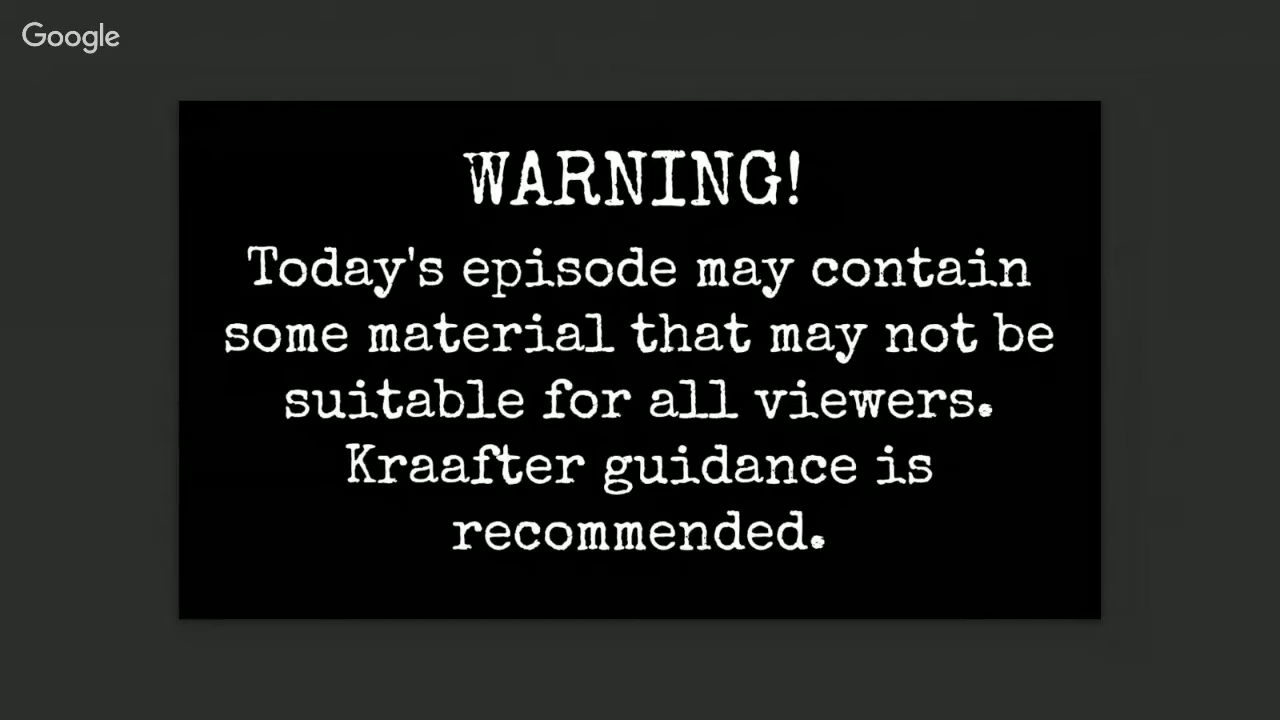 Google
WARNING!
Today's episode may contain
some material that may not be
suitable for all viewers.
Kraafter guidance is
recommended.